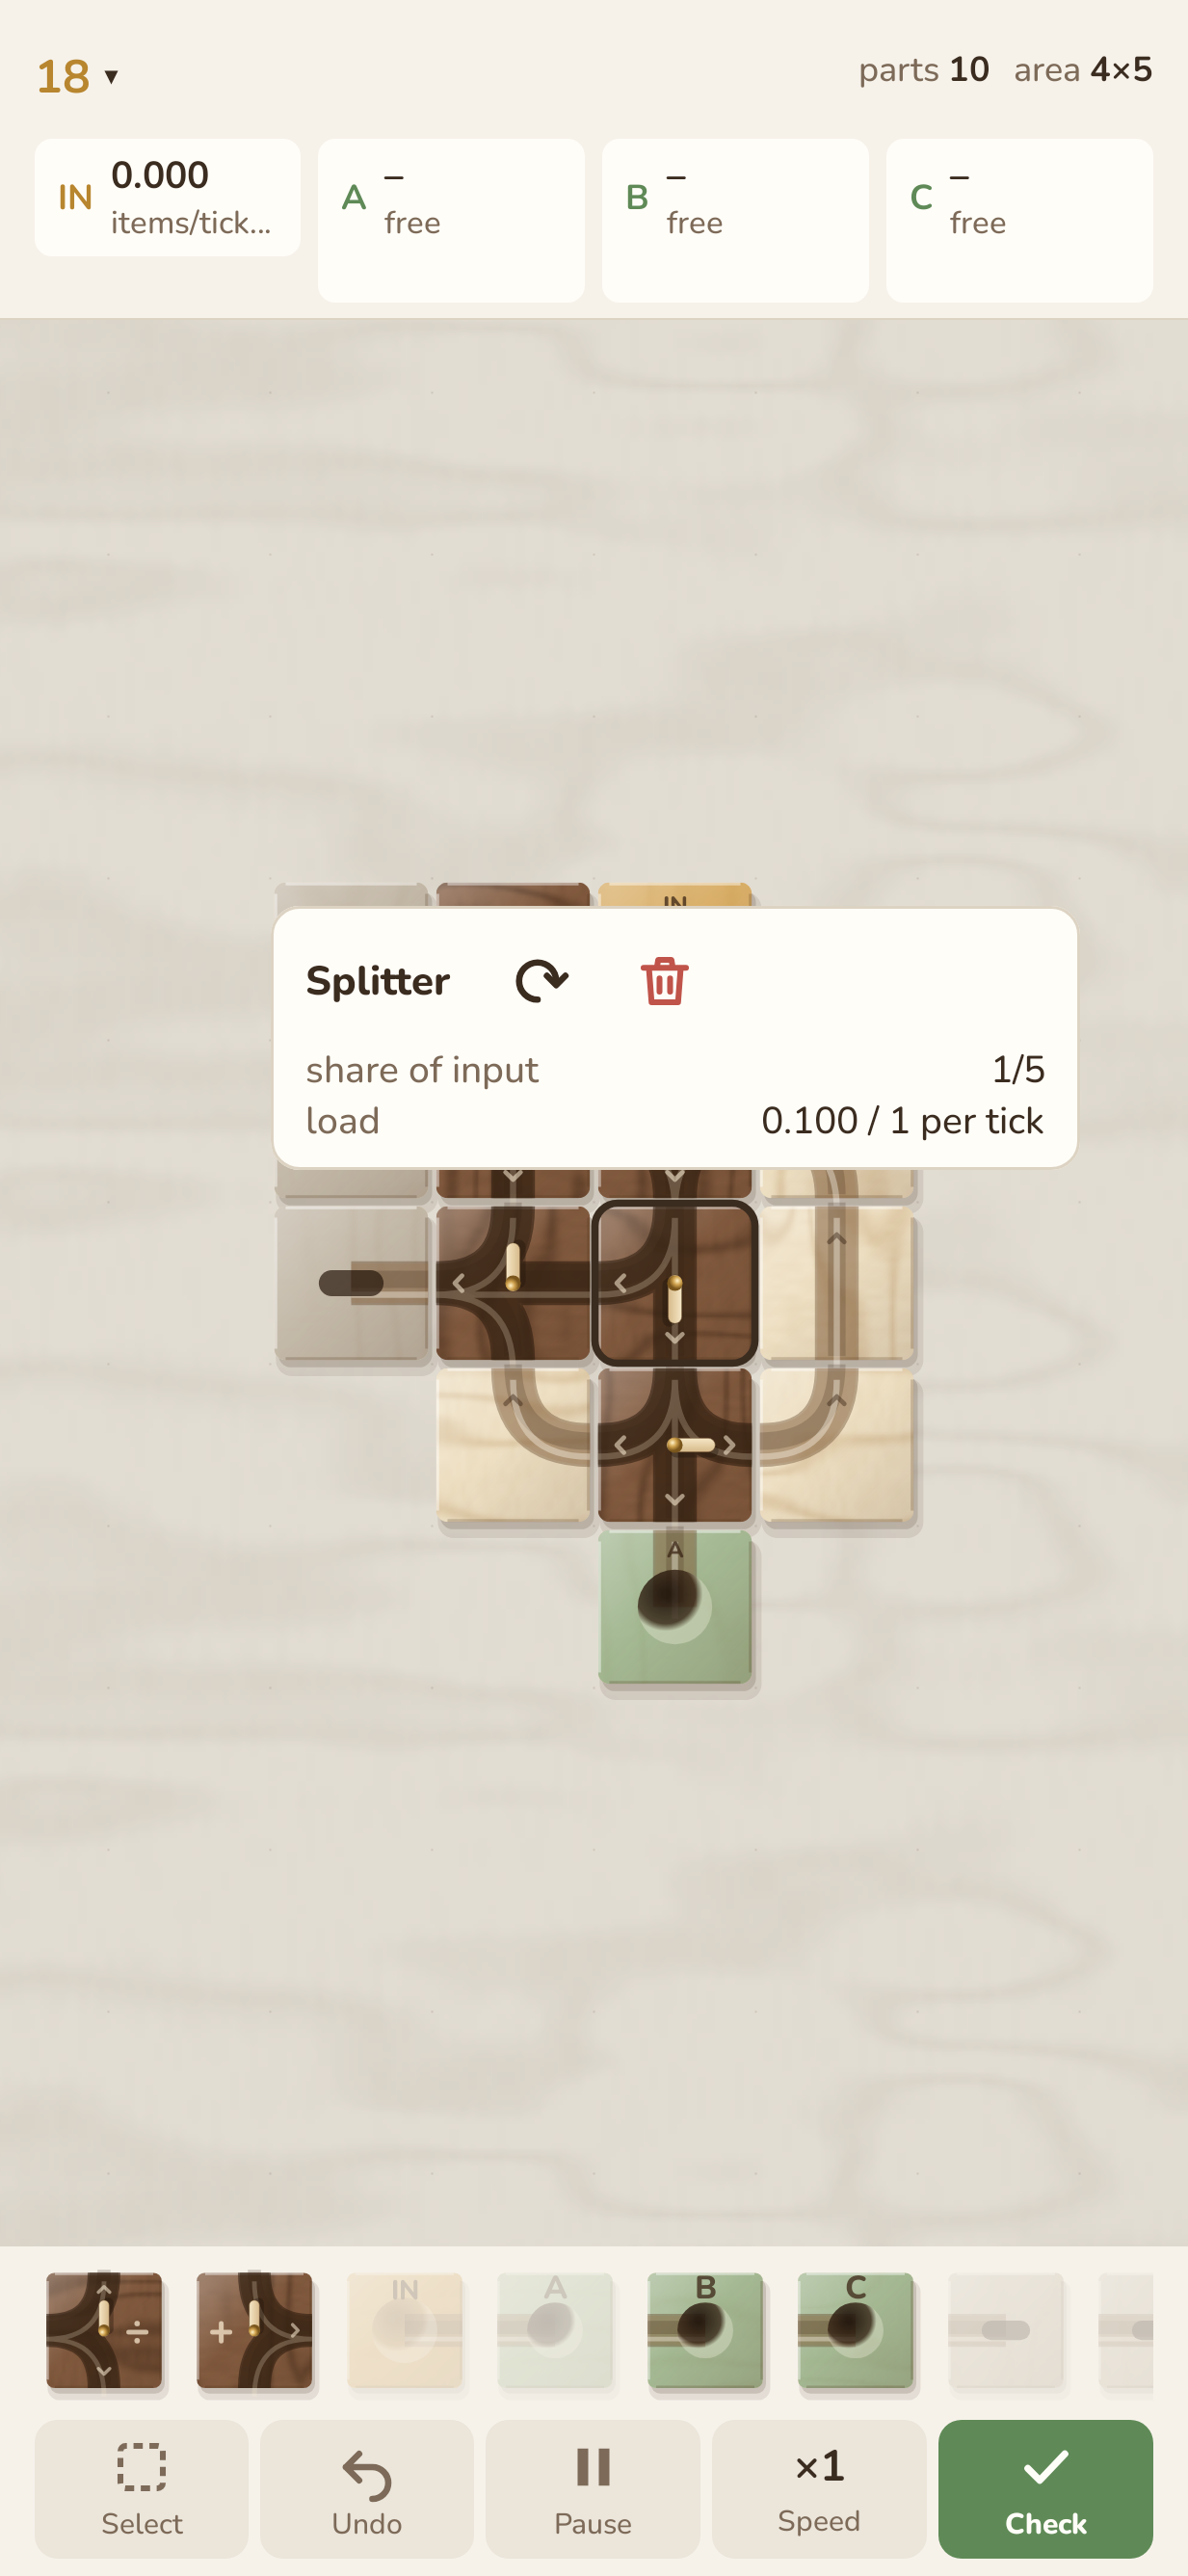 18 ▾
parts 10 area 4×5
IN 0.000 items/tick...
A – free
B – free
C – free
IN
Splitter
share of input 1/5
load 0.100 / 1 per tick
A
÷ + IN A B C
Select
Undo
Pause
×1 Speed
Check